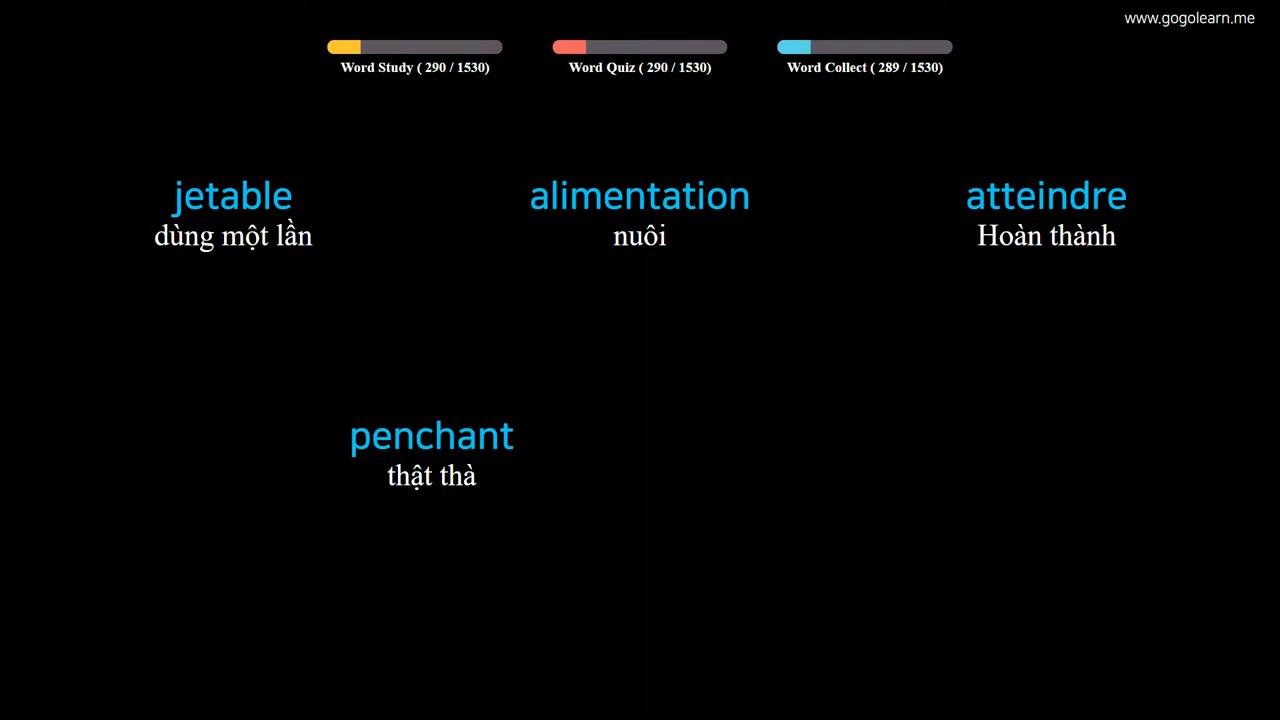 www.gogolearn.me
Word Study ( 290 / 1530)
Word Quiz ( 290 / 1530)
Word Collect ( 289 / 1530)
jetable
dùng một lần
alimentation
nuôi
atteindre
Hoàn thành
penchant
thật thà